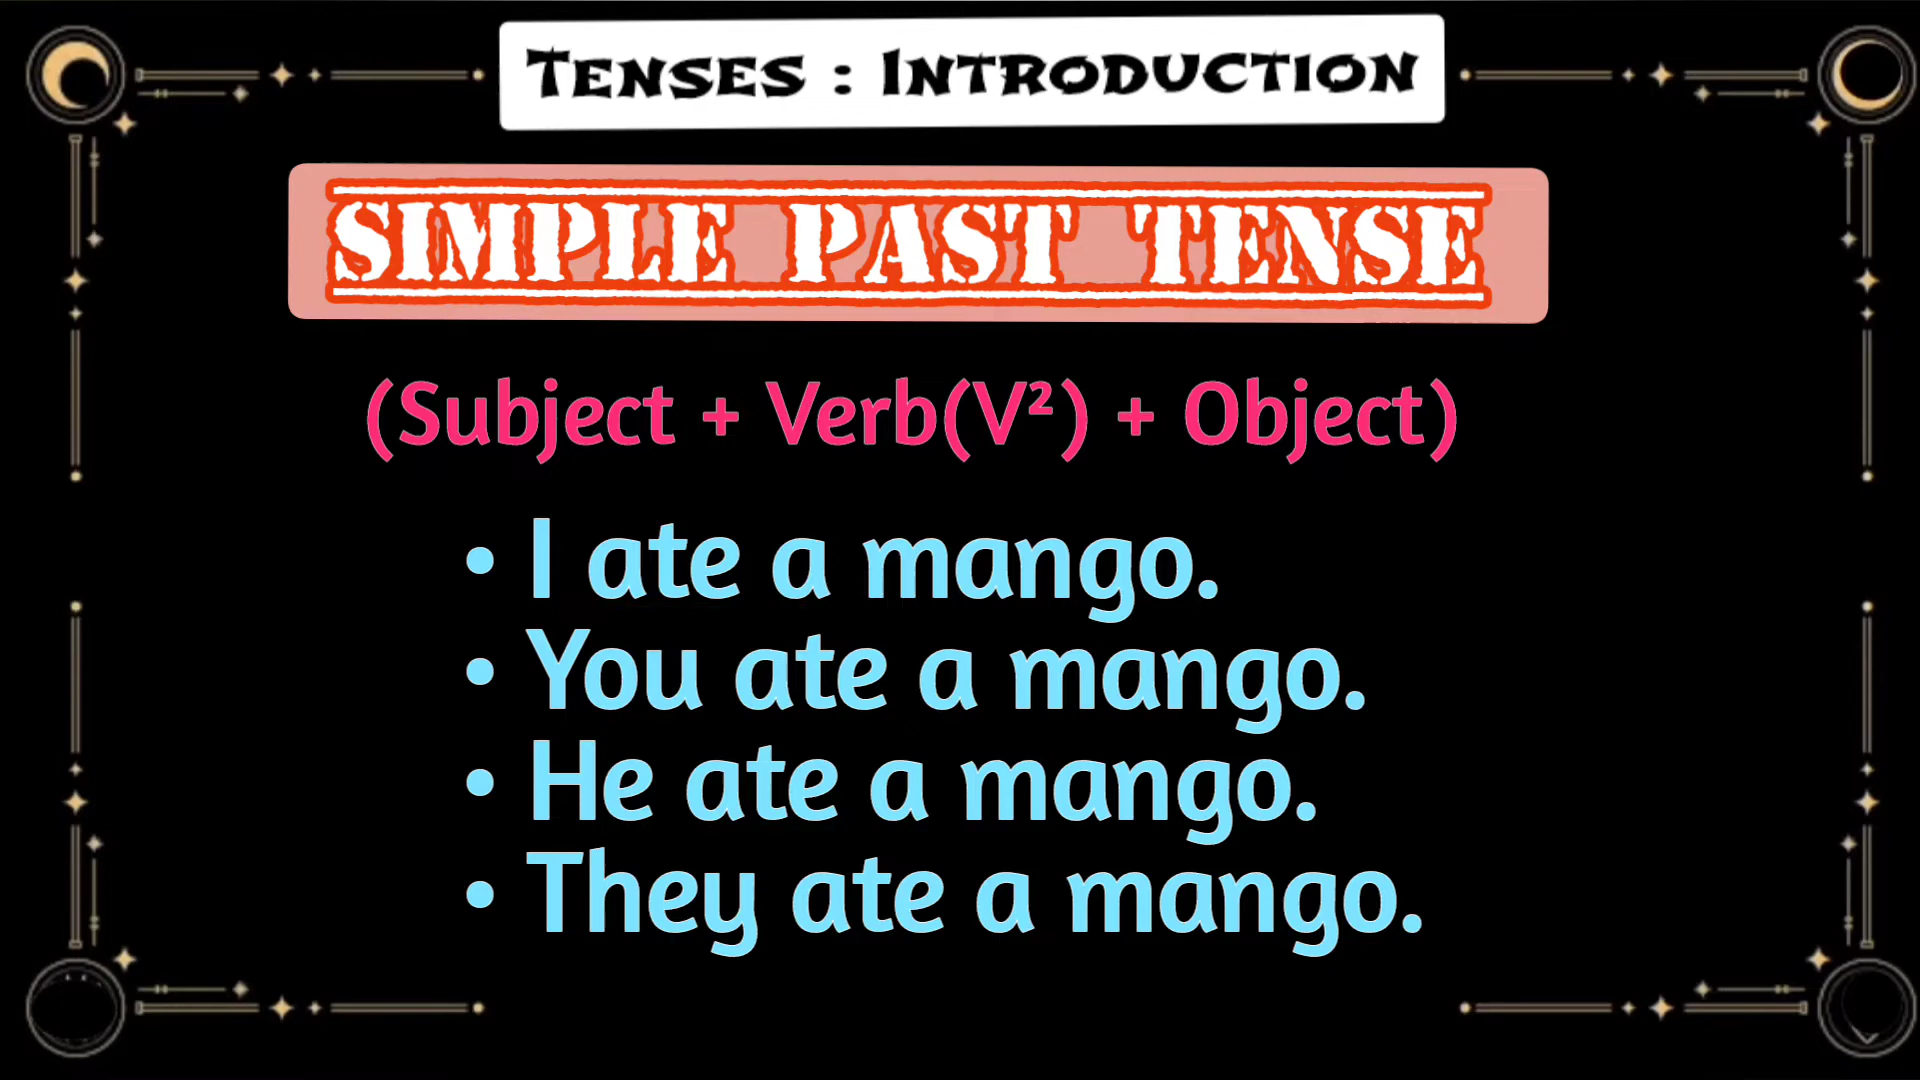 TENSES : INTRODUCTION
SIMPLE PAST TENSE
(Subject + Verb(V²) + Object)
• I ate a mango.
• You ate a mango.
• He ate a mango.
• They ate a mango.